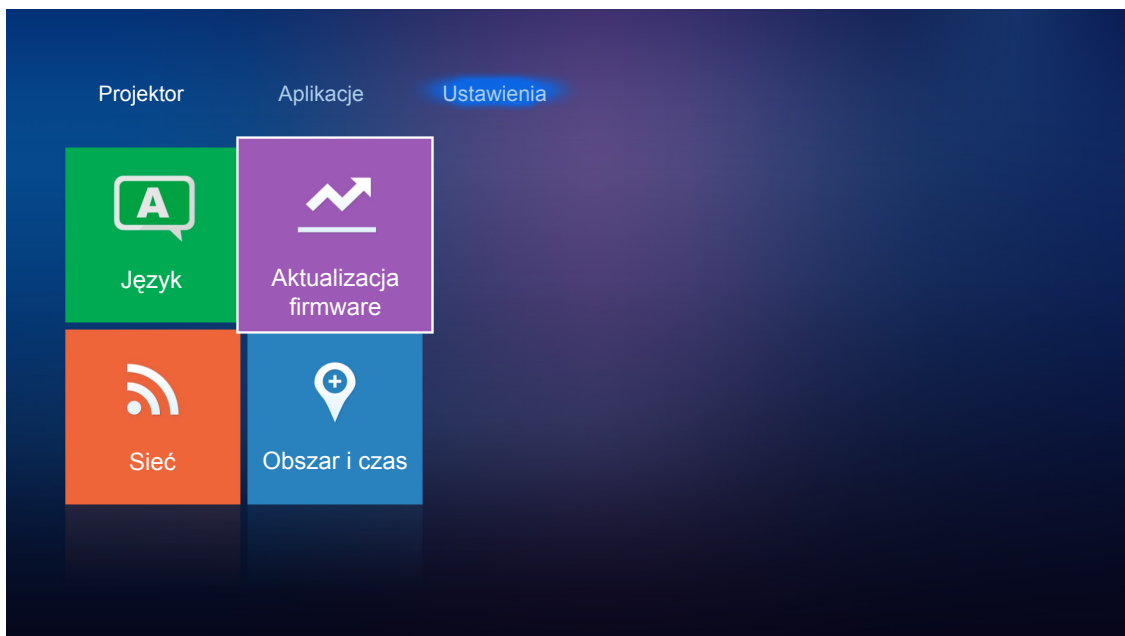 Projektor
Aplikacje
Ustawienia
A
Język
Aktualizacja
firmware
Sieć
Obszar i czas